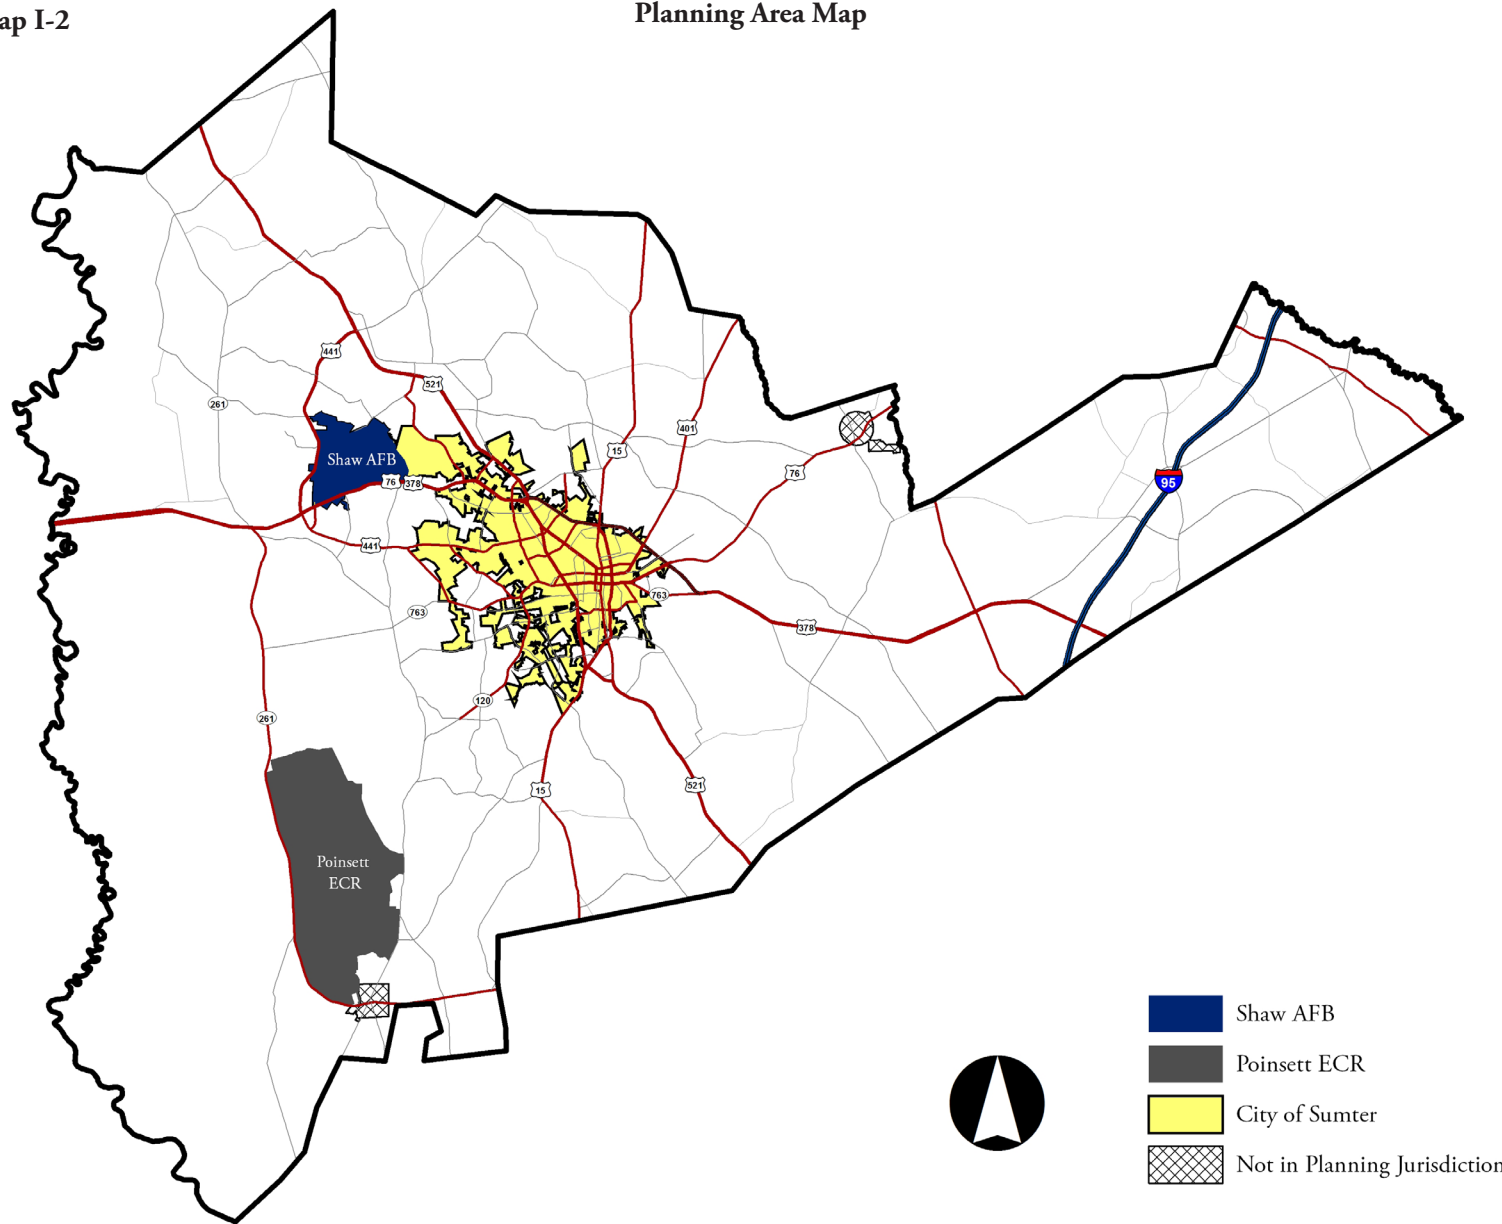 ap I-2
Planning Area Map
441
521
261
401
15
Shaw AFB
76
76
378
95
441
763
763
378
120
261
521
15
Poinsett
ECR
Shaw AFB
Poinsett ECR
City of Sumter
Not in Planning Jurisdiction